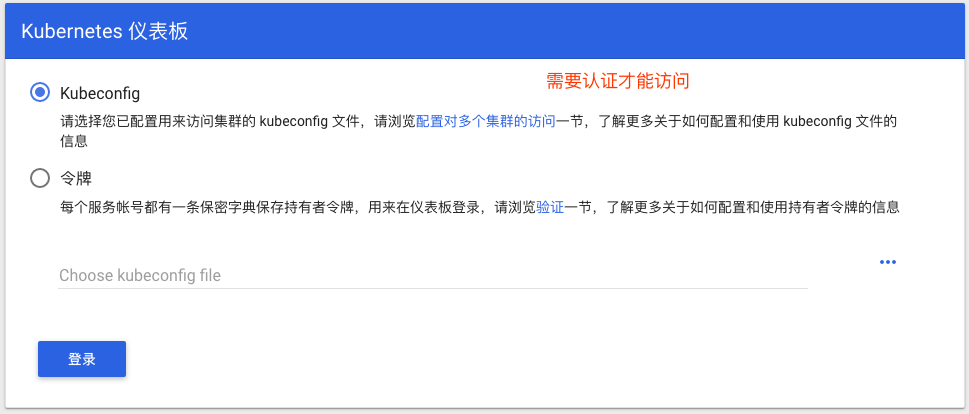 Kubernetes 仪表板
需要认证才能访问
Kubeconfig
请选择您已配置用来访问集群的 kubeconfig 文件，请浏览配置对多个集群的访问一节，了解更多关于如何配置和使用 kubeconfig 文件的
信息
令牌
每个服务帐号都有一条保密字典保存持有者令牌，用来在仪表板登录，请浏览验证一节，了解更多关于如何配置和使用持有者令牌的信息
Choose kubeconfig file
登录